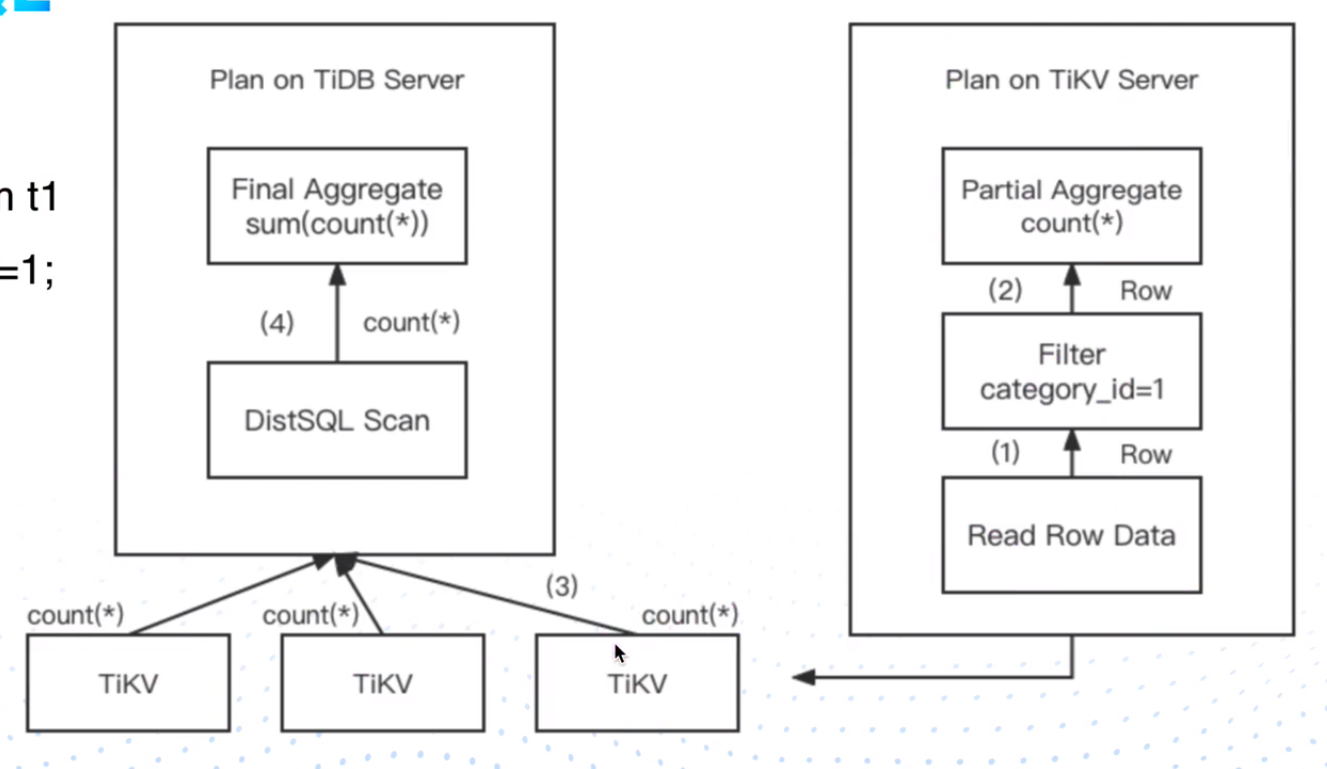 t1
=1;
Plan on TiDB Server
Final Aggregate
sum(count(*))
(4)
count(*)
DistSQL Scan
(3)
count(*)
count(*)
count(*)
TiKV
TiKV
TiKV
Plan on TiKV Server
Partial Aggregate
count(*)
(2)
Row
Filter
category_id=1
(1)
Row
Read Row Data